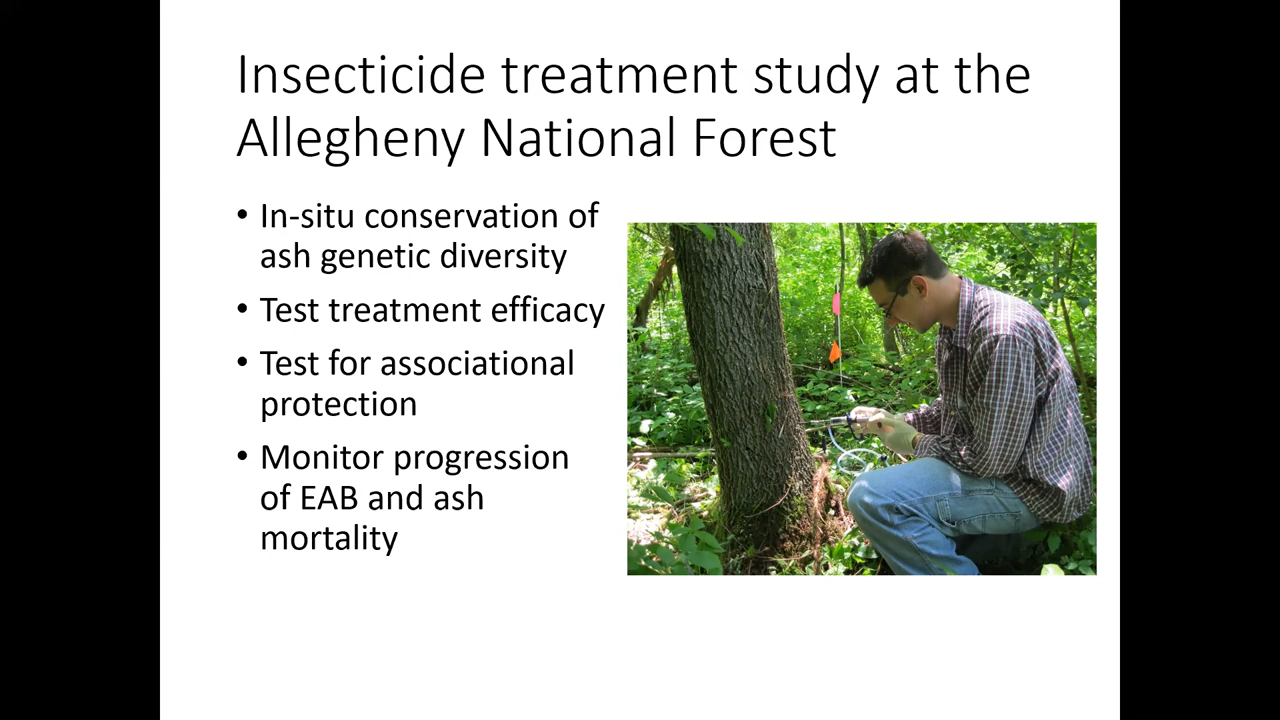 Insecticide treatment study at the
Allegheny National Forest
• In-situ conservation of
ash genetic diversity
• Test treatment efficacy
• Test for associational
protection
• Monitor progression
of EAB and ash
mortality